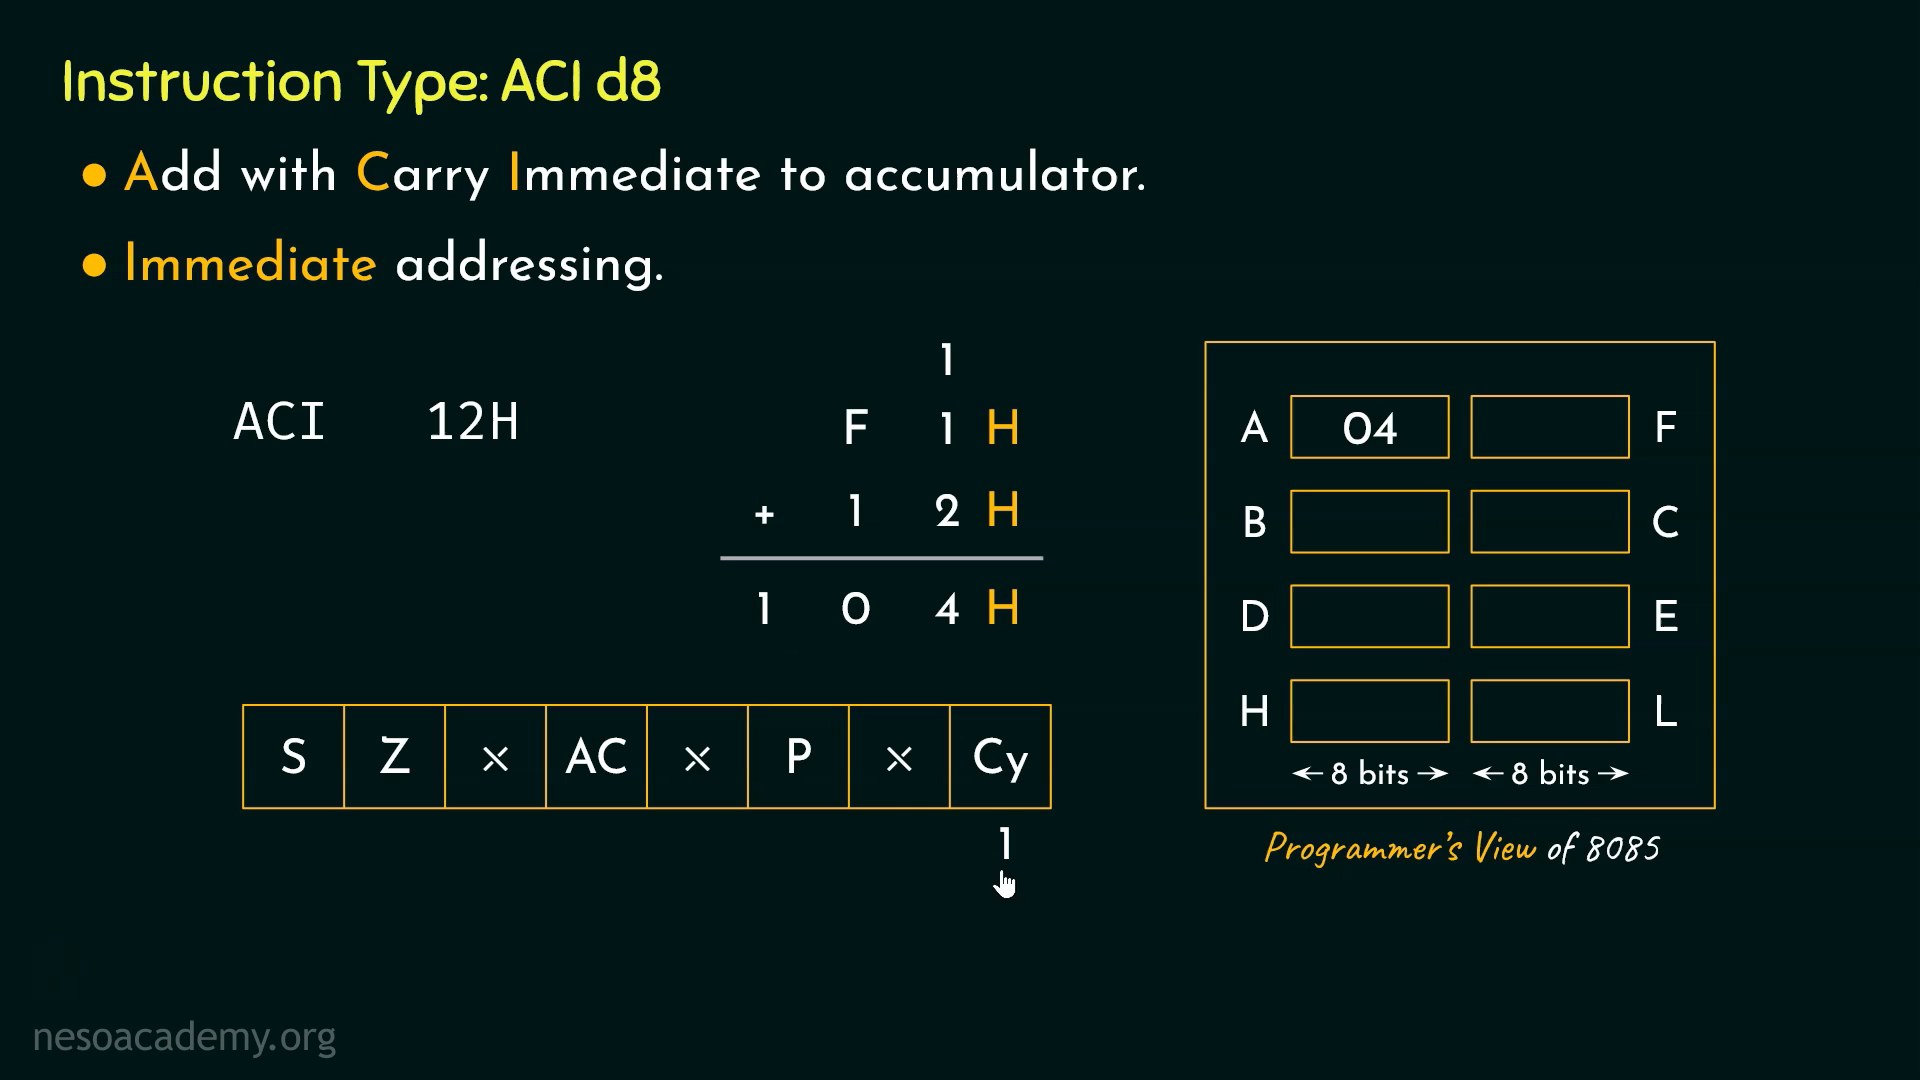 Instruction Type: ACI d8
● Add with Carry Immediate to accumulator.
● Immediate addressing.
ACI 12H
1
F 1 H
+ 1 2 H
1 0 4 H
S Z × AC × P × Cy
1
A 04 F
B C
D E
H L
←8 bits→ ←8 bits→
Programmer's View of 8085
nesoacademy.org